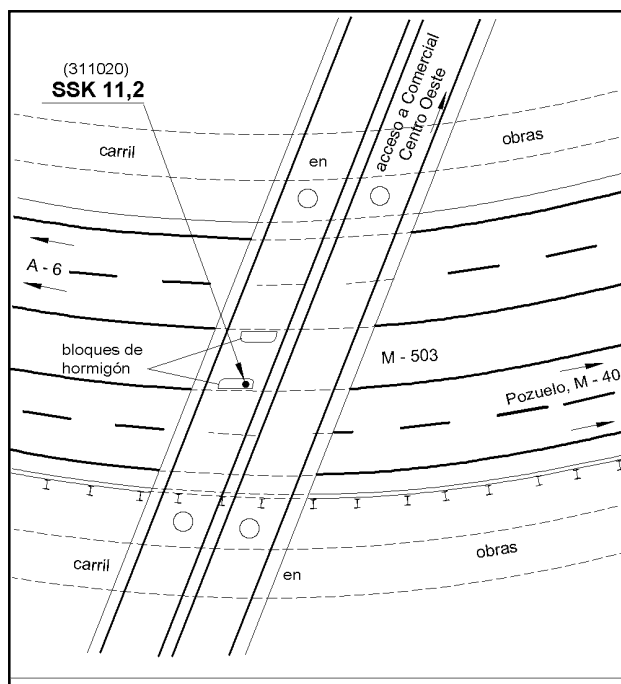 (311020)
SSK 11,2
acceso a Comercial
Centro Oeste
carril
en
obras
A - 6
bloques de
hormigón
M - 503
Pozuelo, M - 40
carril
en
obras